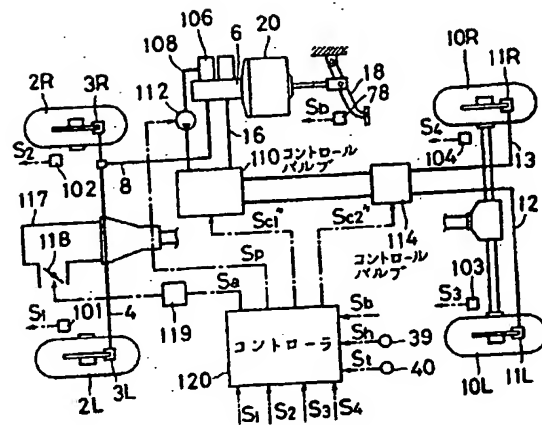 106
108
6
20
10R
11R
2R
3R
112
18
78
Sb
S4
104
S2
102
8
16
110 コントロール
バルブ
13
117
118
Sc1"
Sc2"
114
コントロール
バルブ
12
Sp
S1
101
Sa
119
103
S3
4
Sb
Sh
39
コントローラ
St
40
2L
3L
120
10L
11L
S1
S2
S3
S4